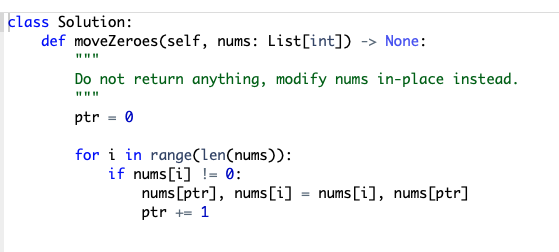 class Solution:
    def moveZeroes(self, nums: List[int]) -> None:
        """
        Do not return anything, modify nums in-place instead.
        """
        ptr = 0
        for i in range(len(nums)):
            if nums[i] != 0:
                nums[ptr], nums[i] = nums[i], nums[ptr]
                ptr += 1